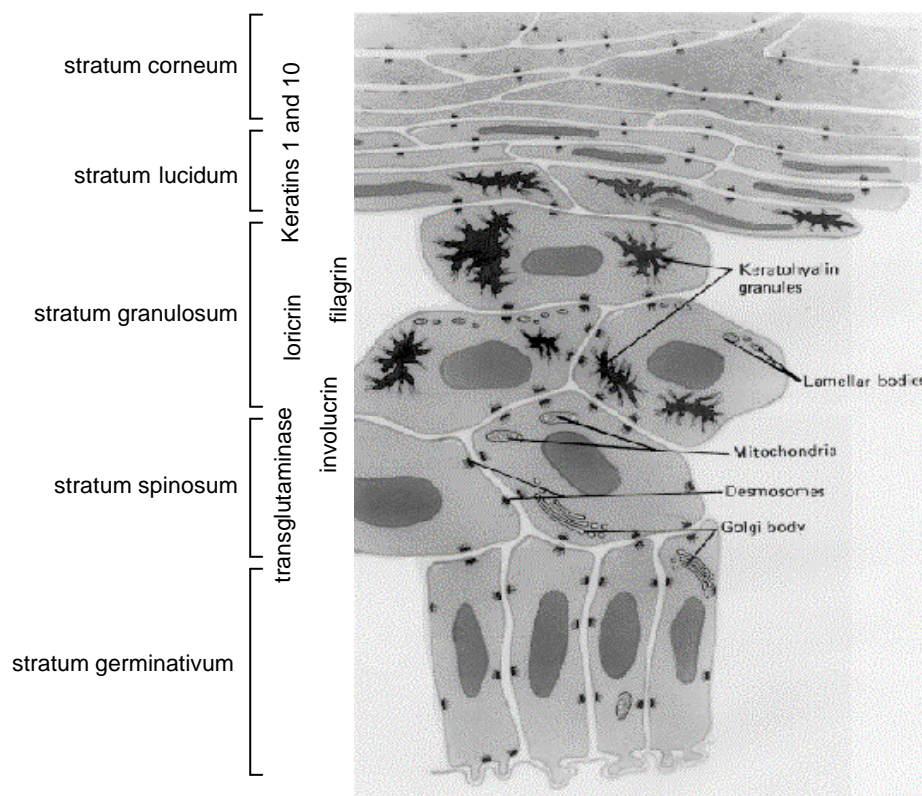 stratum corneum
stratum lucidum
stratum granulosum
stratum spinosum
stratum germinativum
Keratins 1 and 10
loricrin
transglutaminase
filagrin
involucrin
Keratohyalin
granules
Lamellar bodies
Mitochondria
Desmosomes
Golgi body